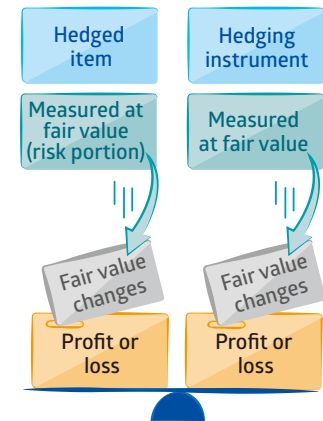 Hedged
item
Hedging
instrument
Measured at
fair value
(risk portion)
Measured
at fair value
Fair value
changes
Fair value
changes
Profit or
loss
Profit or
loss